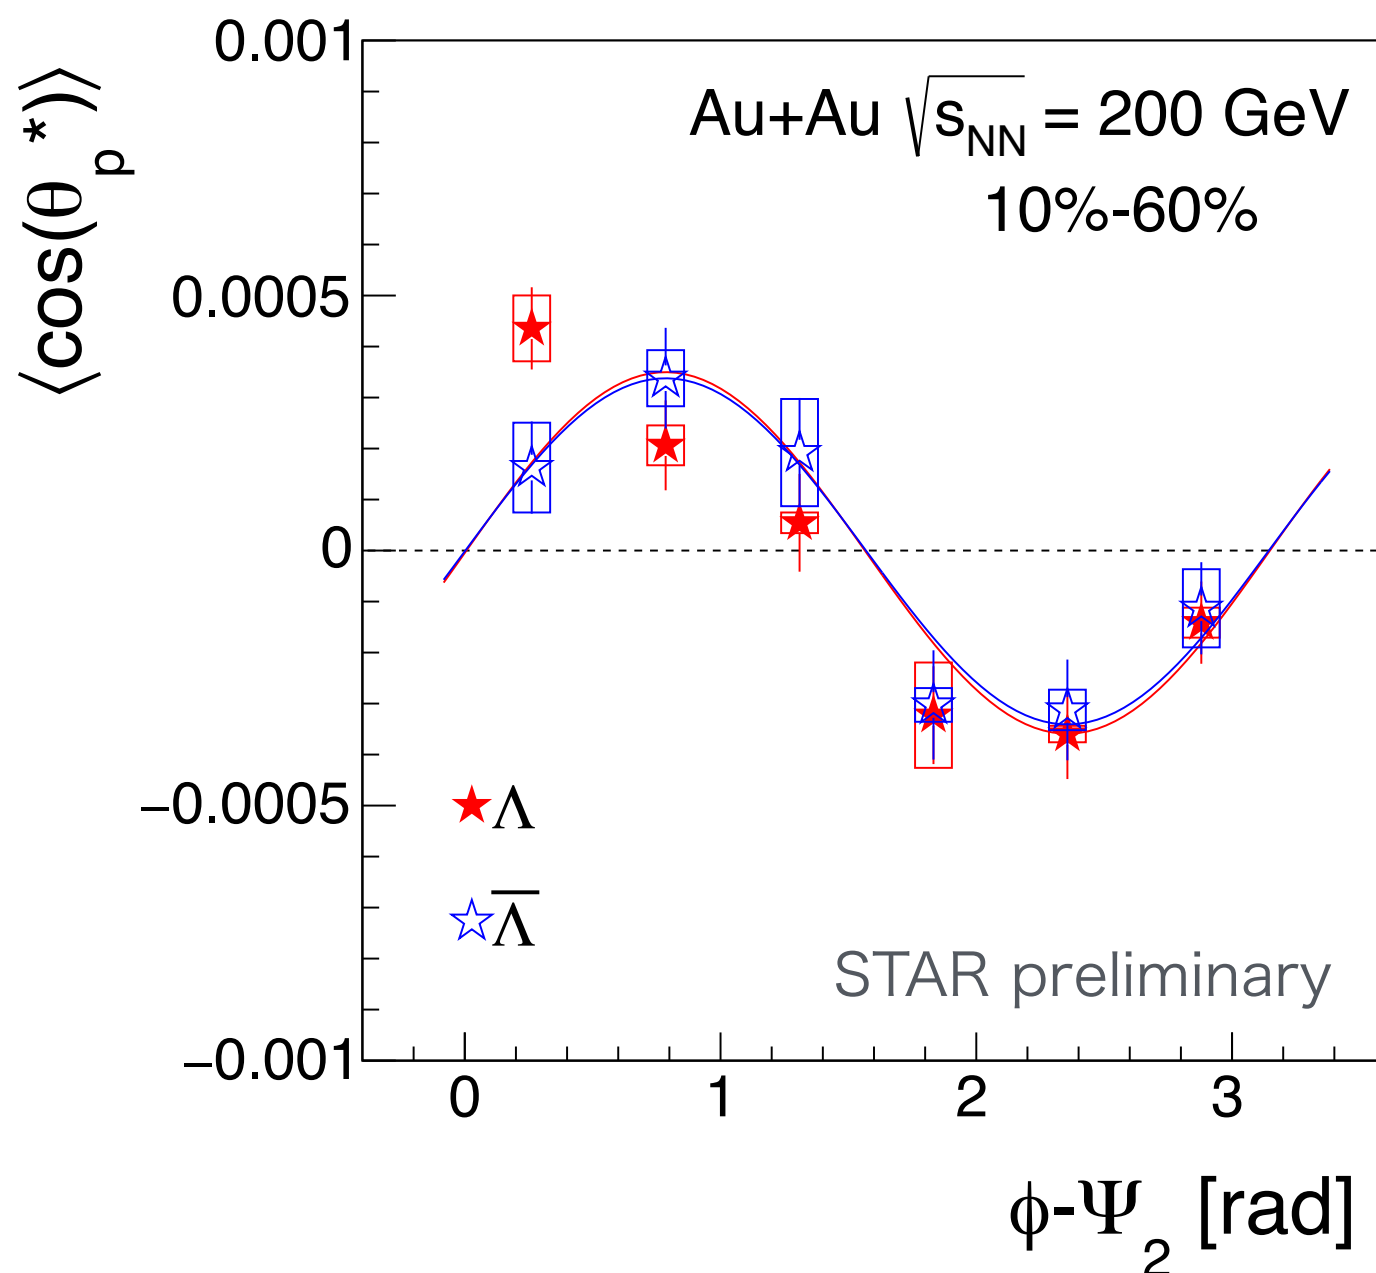 ⟨cos(θp*)⟩
0.001
0.0005
0
−0.0005
−0.001
Au+Au √sNN = 200 GeV
10%-60%
Λ
Λ̅
STAR preliminary
0 1 2 3
ϕ-Ψ2 [rad]